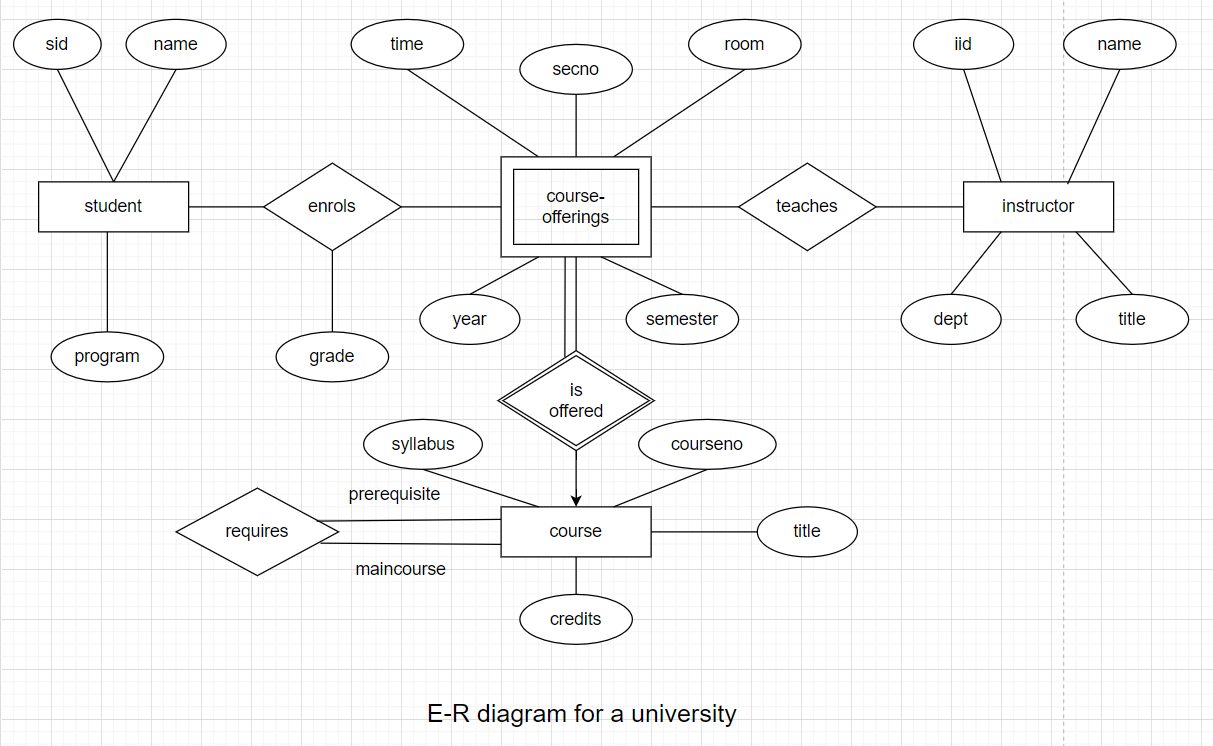 sid
name
time
secno
room
iid
name
student
enrols
course-
offerings
teaches
instructor
program
grade
year
semester
dept
title
is
offered
syllabus
courseno
prerequisite
requires
course
title
maincourse
credits
E-R diagram for a university